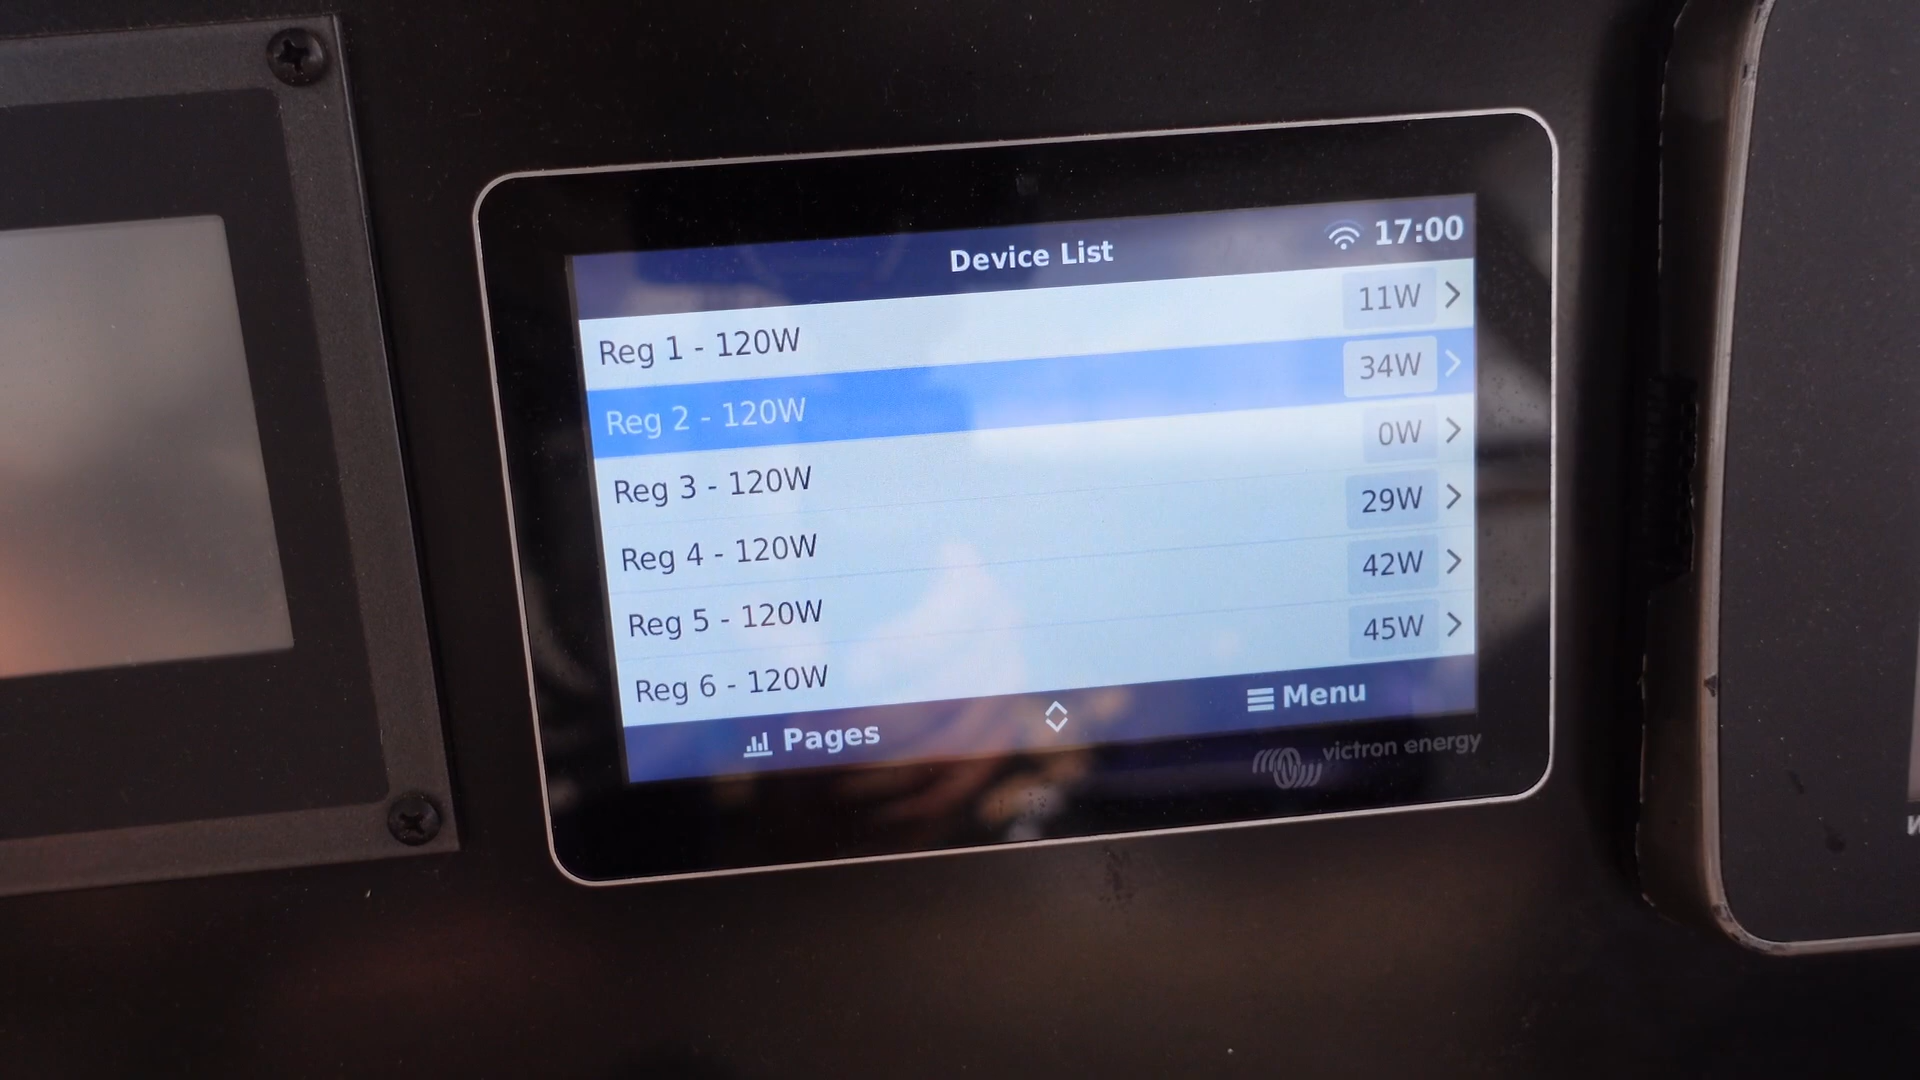 Device List
17:00
Reg 1 - 120W 11W
Reg 2 - 120W 34W
Reg 3 - 120W 0W
Reg 4 - 120W 29W
Reg 5 - 120W 42W
Reg 6 - 120W 45W
Pages
Menu
victron energy